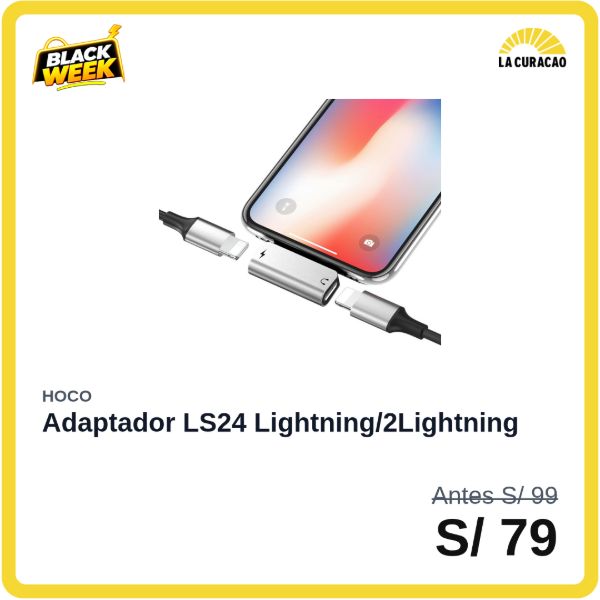 BLACK
WEEK
LA CURACAO
HOCO
Adaptador LS24 Lightning/2Lightning
Antes S/ 99
S/ 79